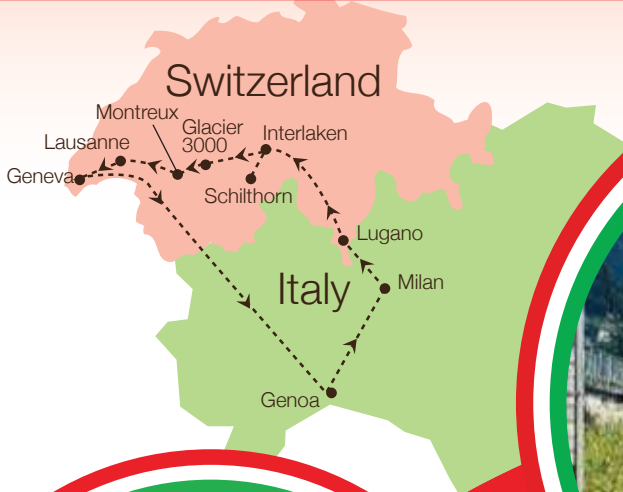 Switzerland
Montreux
Glacier
3000
Interlaken
Lausanne
Geneva
Schilthorn
Lugano
Italy
Milan
Genoa